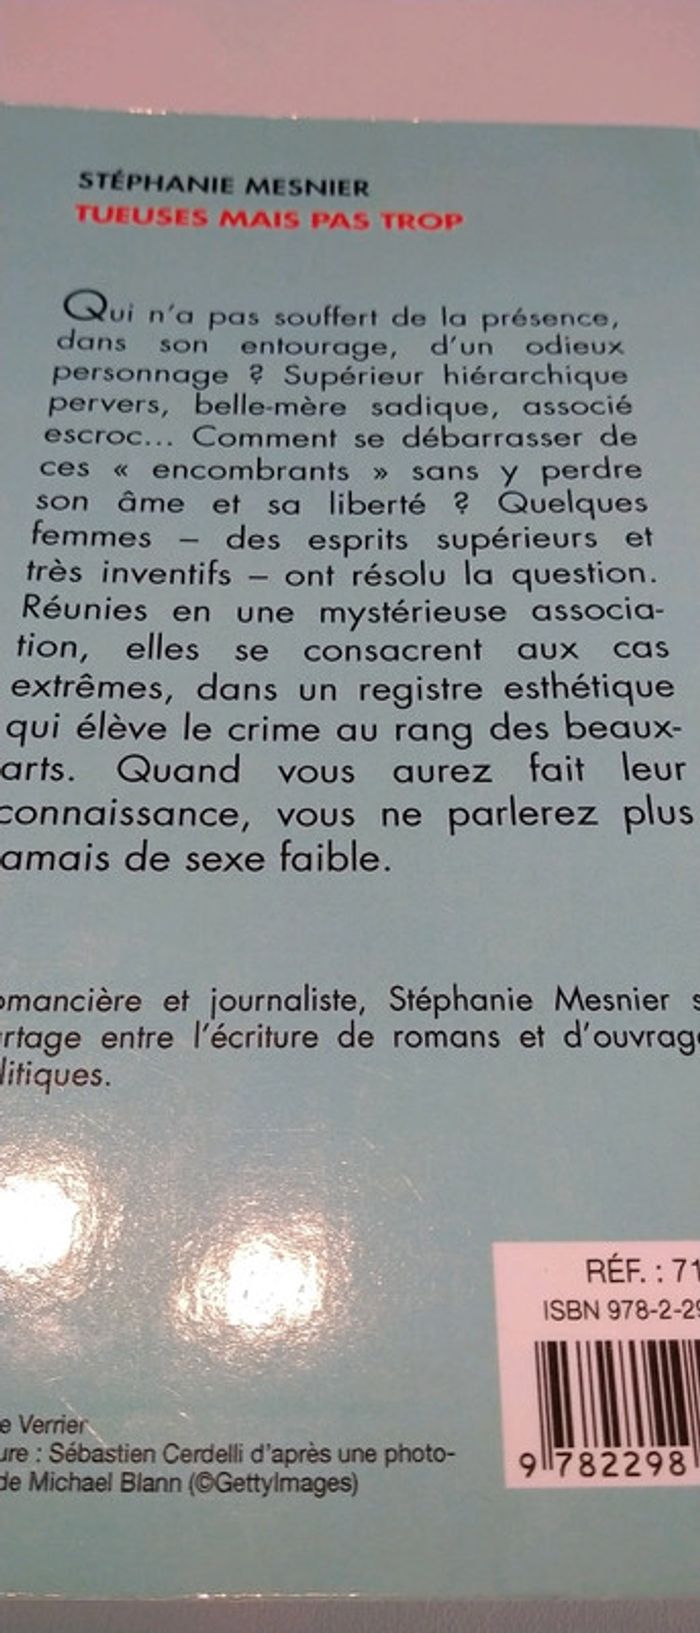 STÉPHANIE MESNIER
TUEUSES MAIS PAS TROP
Qui n'a pas souffert de la présence,
dans son entourage, d'un odieux
personnage ? Supérieur hiérarchique
pervers, belle-mère sadique, associé
escroc... Comment se débarrasser de
ces « encombrants » sans y perdre
son âme et sa liberté ? Quelques
femmes – des esprits supérieurs et
très inventifs – ont résolu la question.
Réunies en une mystérieuse associa-
tion, elles se consacrent aux cas
extrêmes, dans un registre esthétique
qui élève le crime au rang des beaux-
arts. Quand vous aurez fait leur
connaissance, vous ne parlerez plus
amais de sexe faible.
omancière et journaliste, Stéphanie Mesnier s
rtage entre l'écriture de romans et d'ouvrag
litiques.
RÉF. : 71
ISBN 978-2-29
9 782298
e Verrier
ure : Sébastien Cerdelli d'après une photo-
de Michael Blann (©GettyImages)